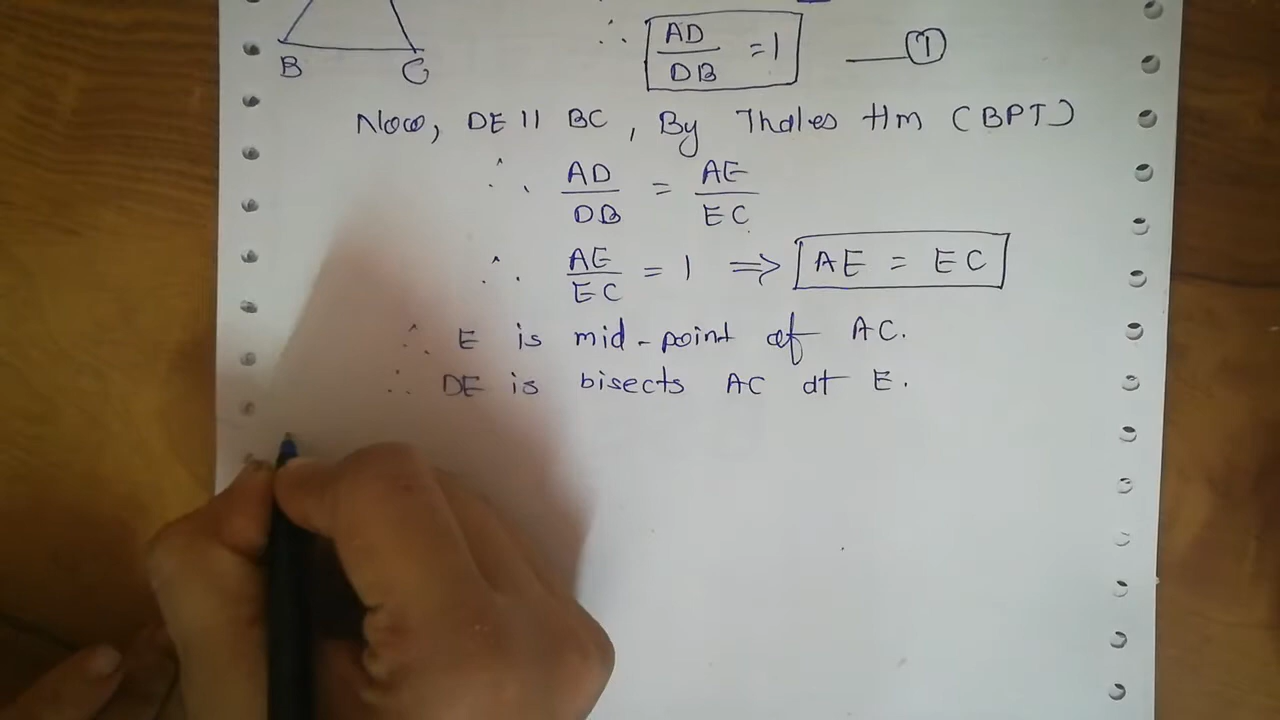 B C
∴ AD/DB = 1 —— ①
Now, DE || BC, By Thales thm (BPT)
∴ AD/DB = AE/EC
∴ AE/EC = 1 ⇒ AE = EC
∴ E is mid-point of AC.
∴ DE is bisects AC at E.